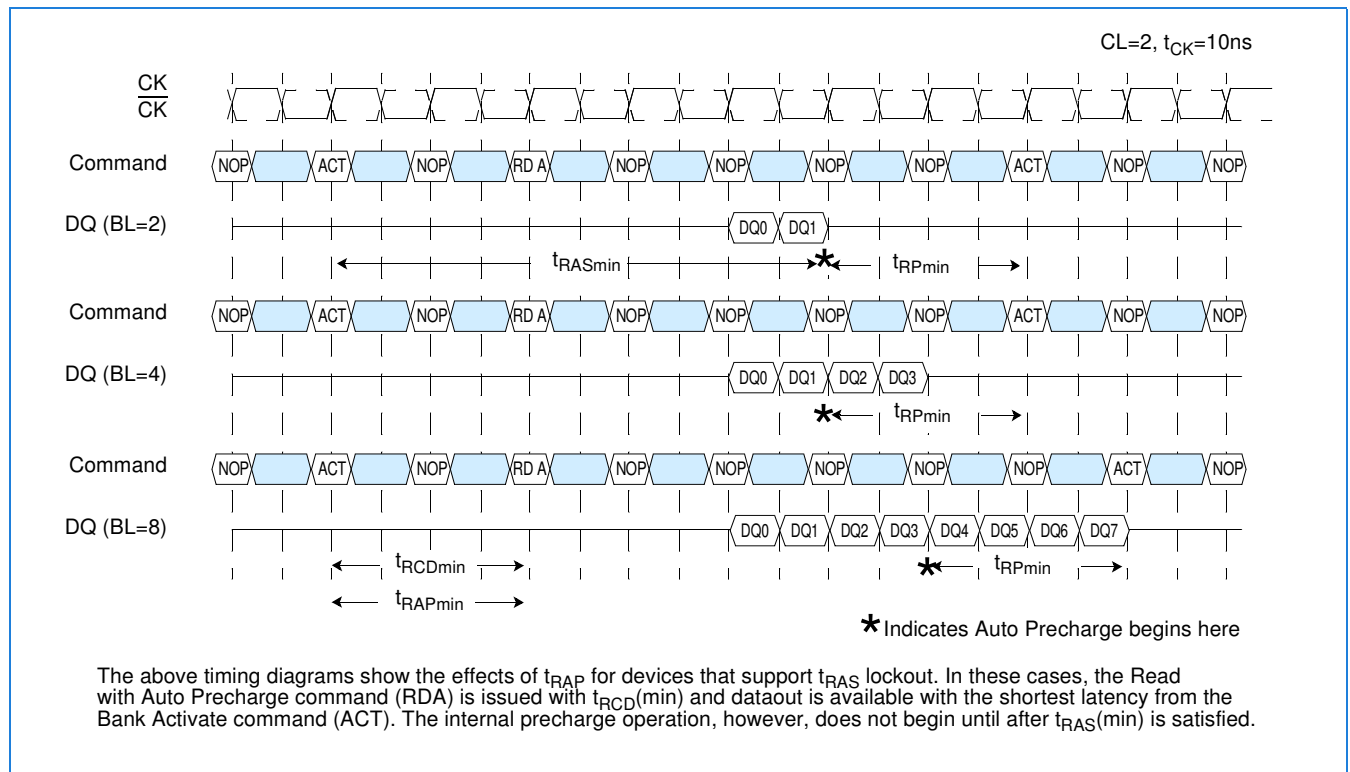 CL=2, tCK=10ns
CK
CK
Command
NOP ACT NOP RD A NOP NOP NOP NOP ACT NOP NOP
DQ (BL=2)
DQ0 DQ1
tRASmin * tRPmin
Command
NOP ACT NOP RD A NOP NOP NOP NOP ACT NOP NOP
DQ (BL=4)
DQ0 DQ1 DQ2 DQ3
* tRPmin
Command
NOP ACT NOP RD A NOP NOP NOP NOP NOP ACT NOP
DQ (BL=8)
DQ0 DQ1 DQ2 DQ3 DQ4 DQ5 DQ6 DQ7
tRCDmin * tRPmin
tRAPmin
* Indicates Auto Precharge begins here
The above timing diagrams show the effects of tRAP for devices that support tRAS lockout. In these cases, the Read
with Auto Precharge command (RDA) is issued with tRCD(min) and dataout is available with the shortest latency from the
Bank Activate command (ACT). The internal precharge operation, however, does not begin until after tRAS(min) is satisfied.